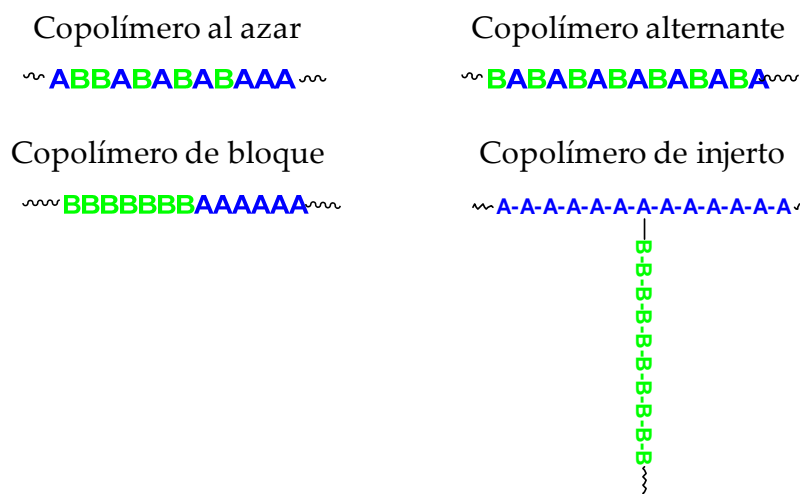 Copolímero al azar
ABBABABABAAA
Copolímero alternante
BABABABABABABA
Copolímero de bloque
BBBBBBBAAAAAA
Copolímero de injerto
A-A-A-A-A-A-A-A-A-A-A-A-A
B-B-B-B-B-B-B-B-B-B